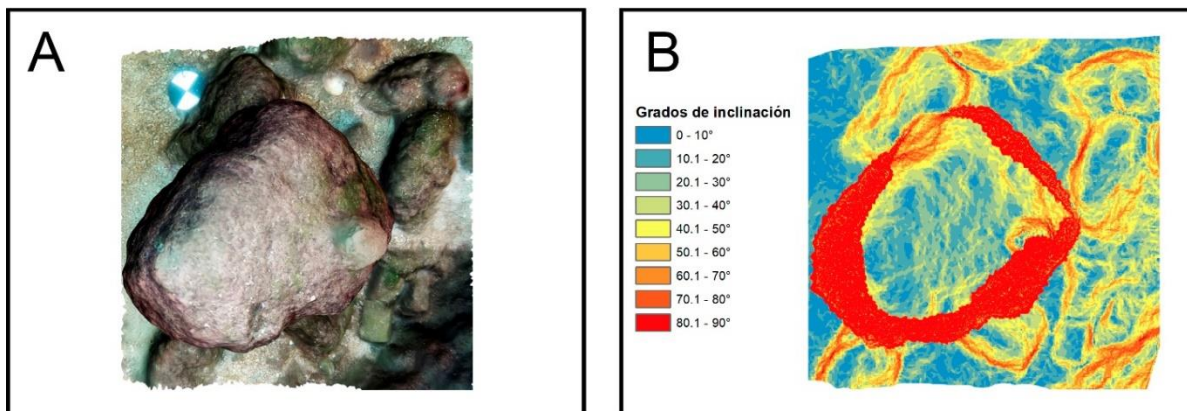 A
B
Grados de inclinación
0 - 10°
10.1 - 20°
20.1 - 30°
30.1 - 40°
40.1 - 50°
50.1 - 60°
60.1 - 70°
70.1 - 80°
80.1 - 90°